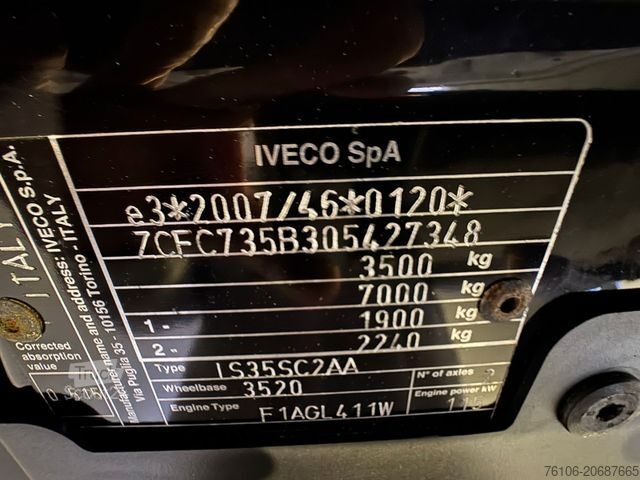 IVECO SpA
e3*2007/46*0120*
ZCFC735B305427348
3500 kg
7000 kg
1- 1900 kg
2- 2240 kg
Type IS35SC2AA N° of axles
Wheelbase 3520 Engine power kW
Engine Type F1AGL411W
Corrected
absorption
value
ITALY
Manufacturer name and address: IVECO S.p.A.
Via Puglia 35 - 10156 Torino - ITALY
76106-20687665